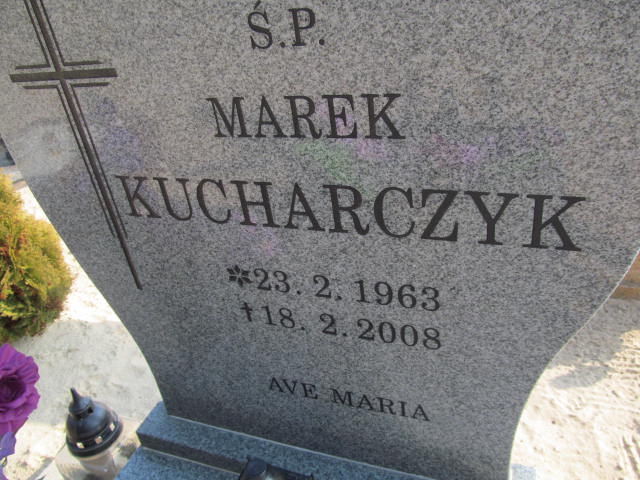 Ś.P.
MAREK
KUCHARCZYK
*23.2.1963
†18.2.2008
AVE MARIA